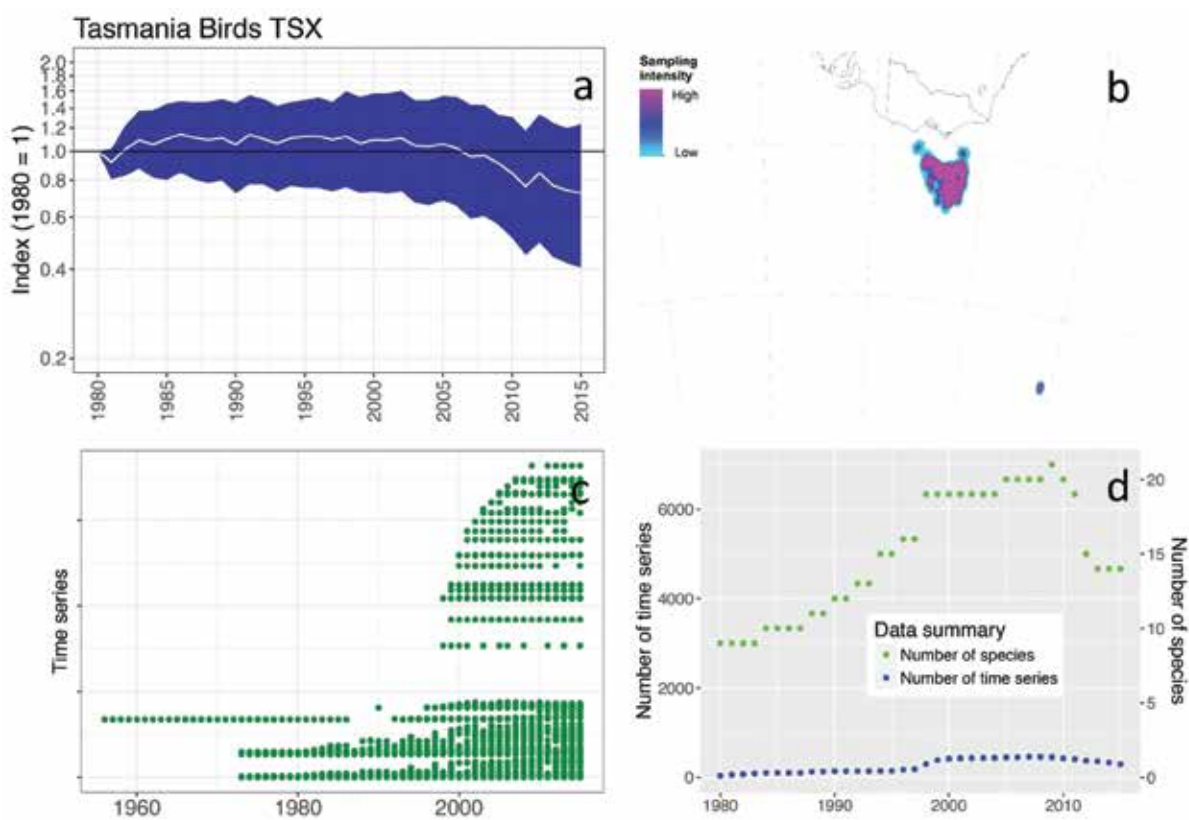 Tasmania Birds TSX
a
Index (1980 = 1)
2.0
1.8
1.6
1.4
1.2
1.0
0.8
0.6
0.4
0.2
1980
1985
1990
1995
2000
2005
2010
2015
b
Sampling
intensity
High
Low
c
Time series
1960
1980
2000
d
Number of time series
6000
4000
2000
0
Data summary
Number of species
Number of time series
20
15
10
5
0
Number of species
1980
1990
2000
2010